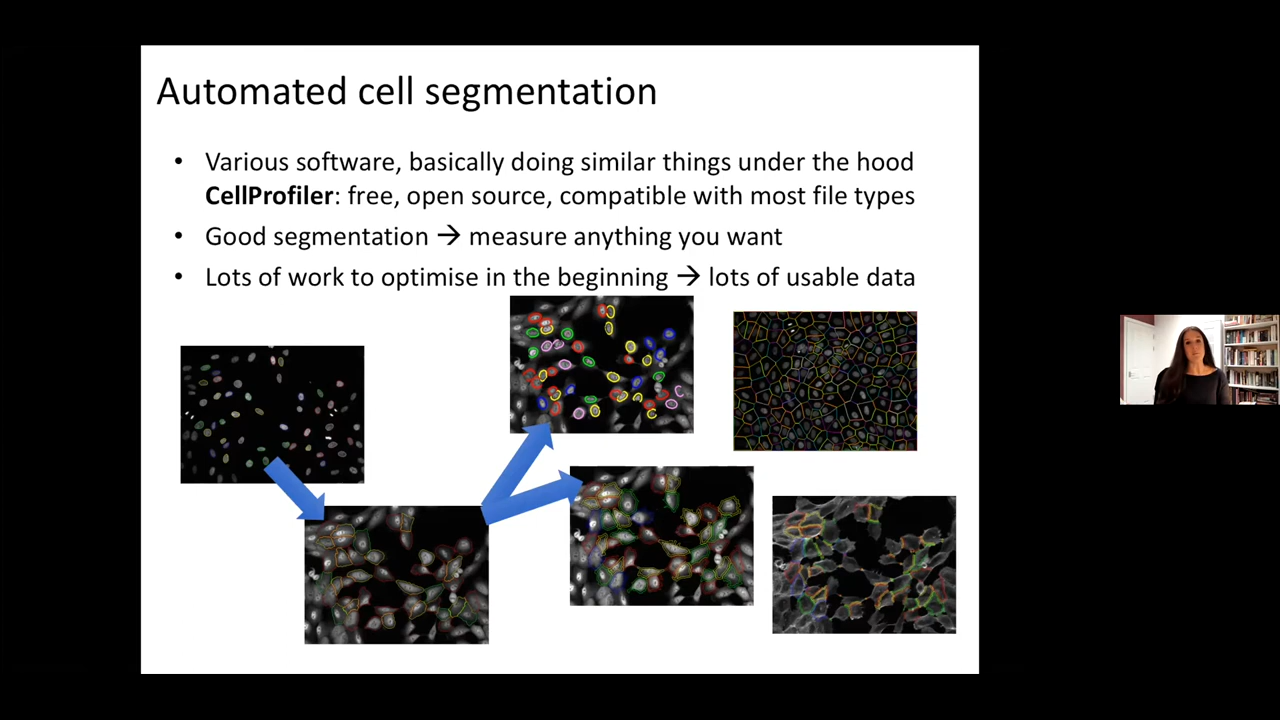 Automated cell segmentation
• Various software, basically doing similar things under the hood
CellProfiler: free, open source, compatible with most file types
• Good segmentation → measure anything you want
• Lots of work to optimise in the beginning → lots of usable data